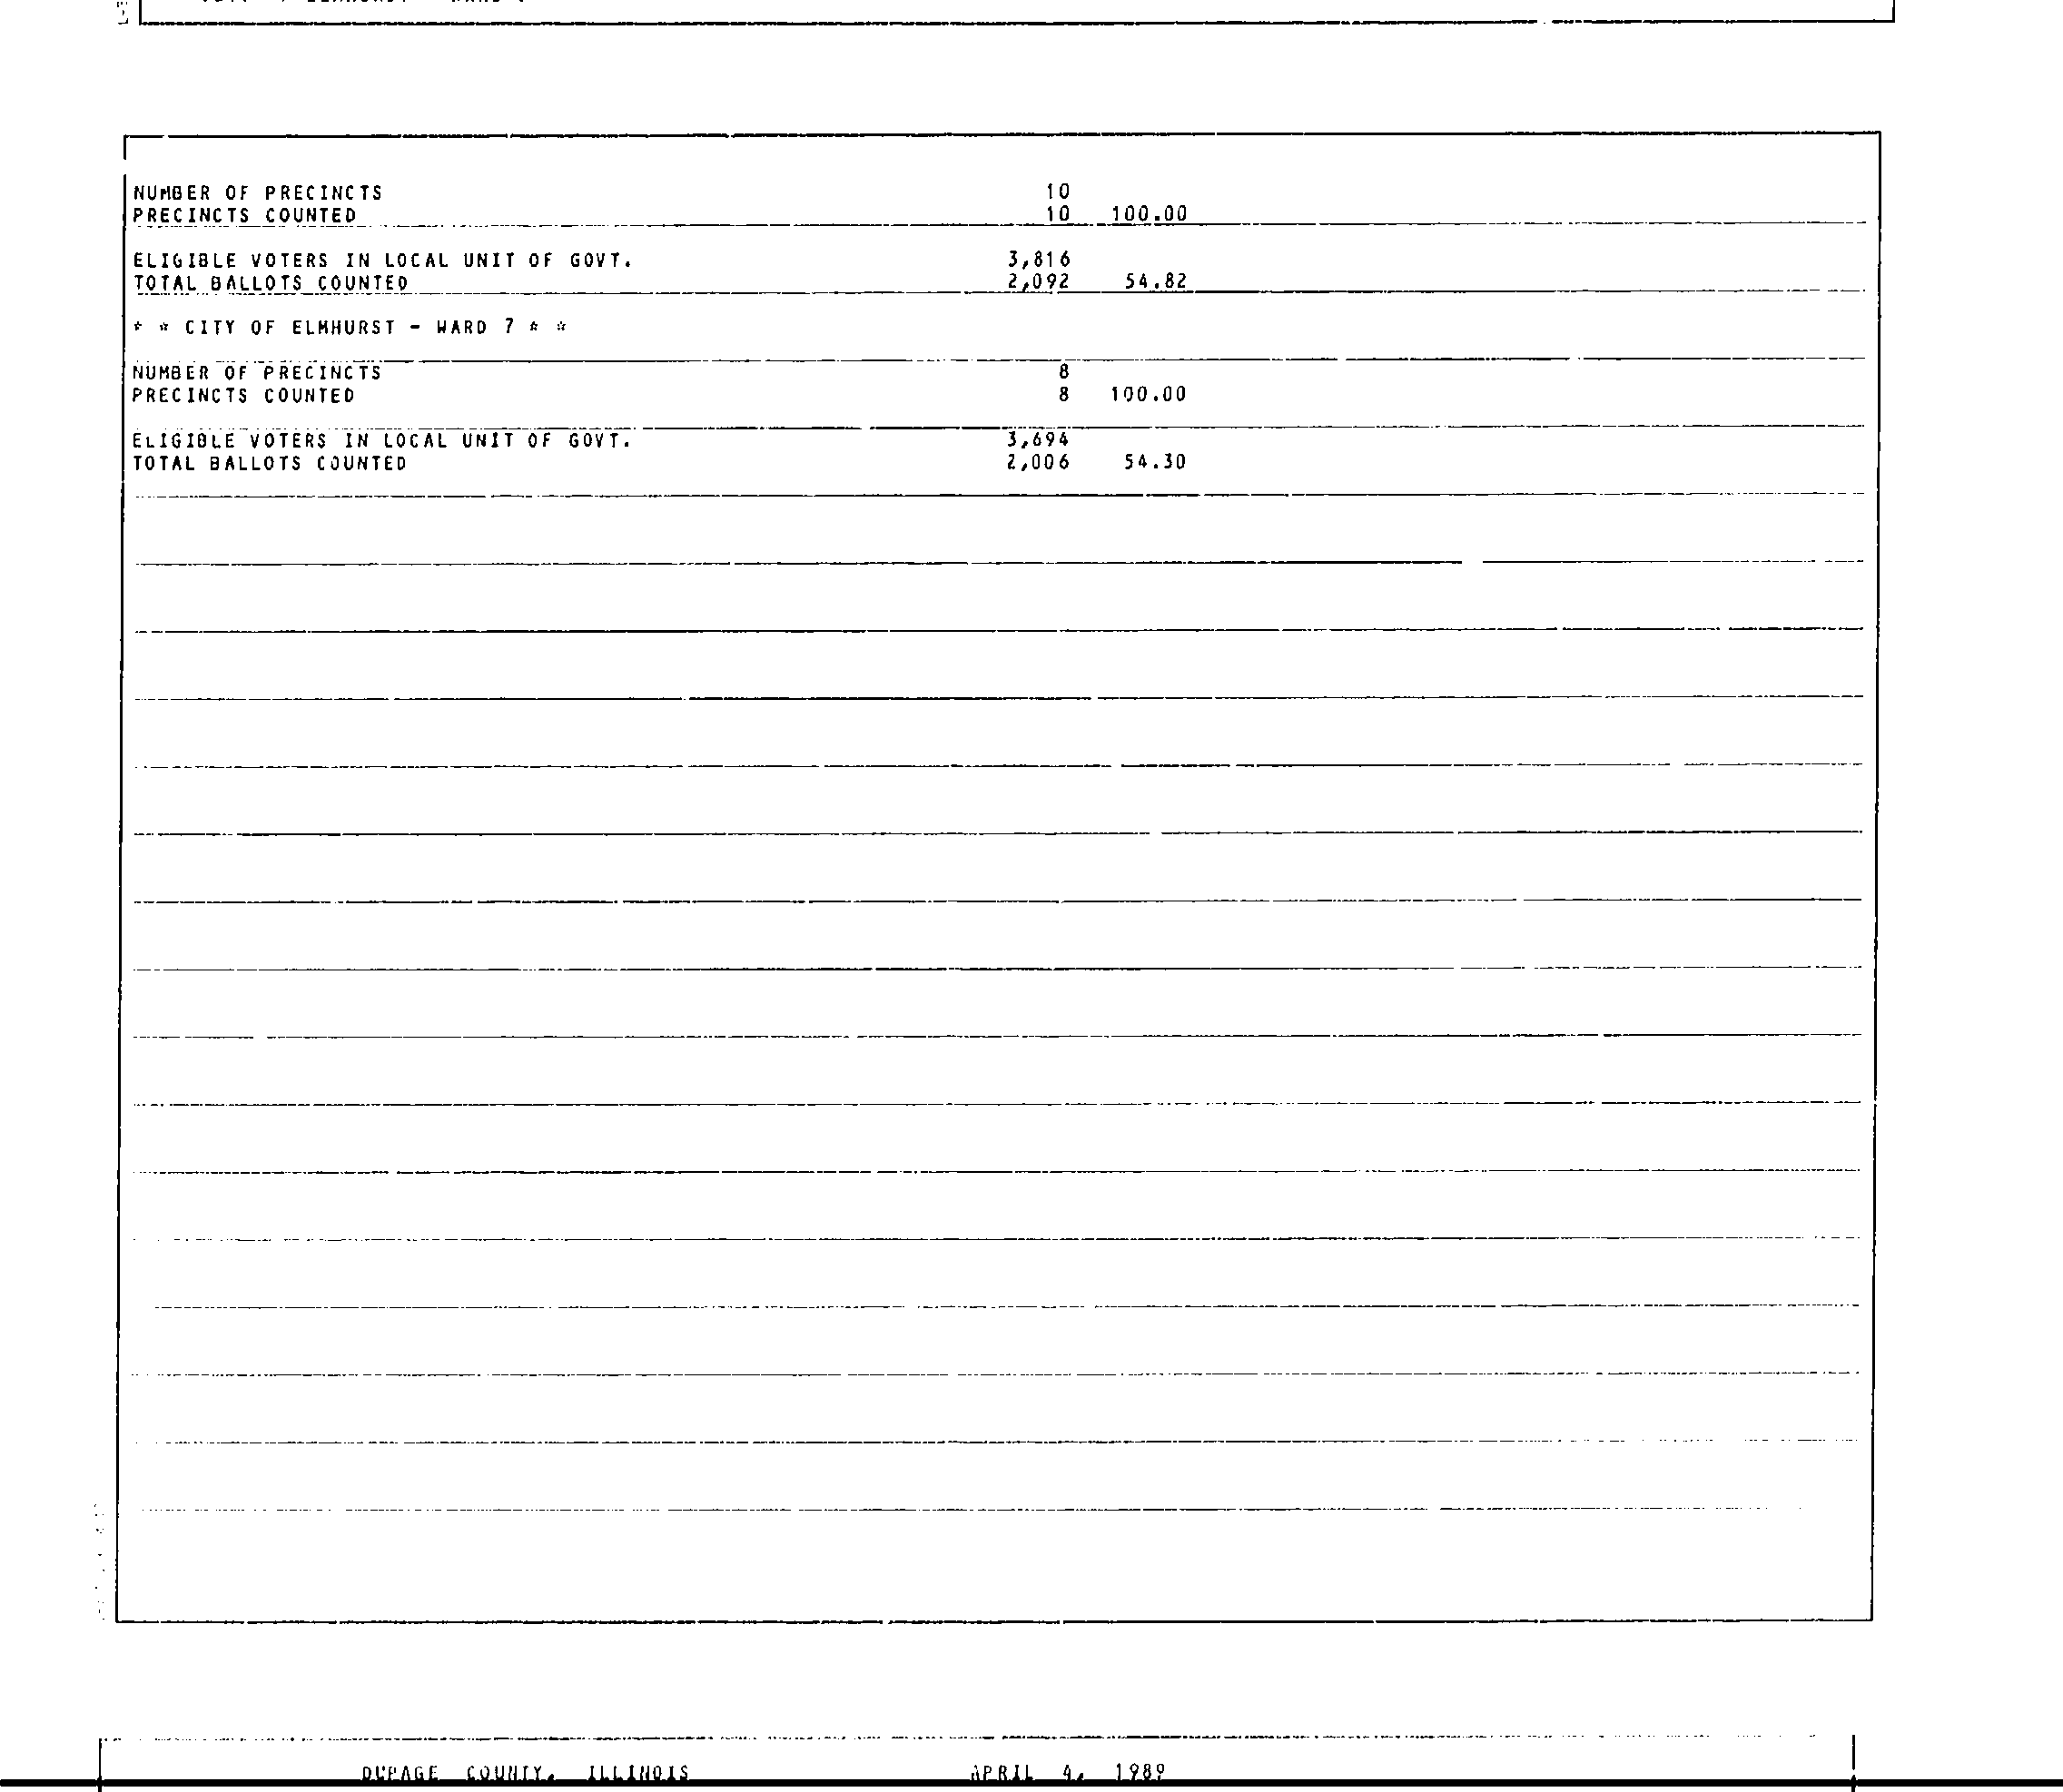 NUMBER OF PRECINCTS 10
PRECINCTS COUNTED 10 100.00
ELIGIBLE VOTERS IN LOCAL UNIT OF GOVT. 3,816
TOTAL BALLOTS COUNTED 2,092 54.82
* * CITY OF ELMHURST - WARD 7 * *
NUMBER OF PRECINCTS 8
PRECINCTS COUNTED 8 100.00
ELIGIBLE VOTERS IN LOCAL UNIT OF GOVT. 3,694
TOTAL BALLOTS COUNTED 2,006 54.30
DUPAGE COUNTY, ILLINOIS APRIL 4, 1989